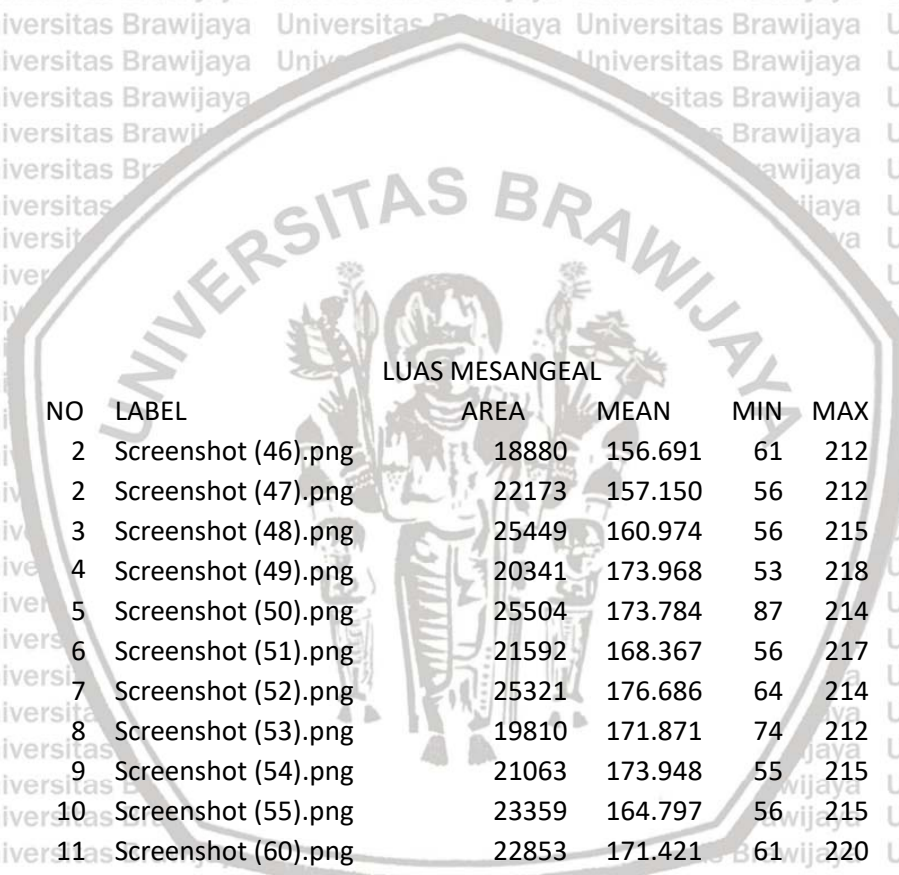 LUAS MESANGEAL
NO LABEL AREA MEAN MIN MAX
2 Screenshot (46).png 18880 156.691 61 212
2 Screenshot (47).png 22173 157.150 56 212
3 Screenshot (48).png 25449 160.974 56 215
4 Screenshot (49).png 20341 173.968 53 218
5 Screenshot (50).png 25504 173.784 87 214
6 Screenshot (51).png 21592 168.367 56 217
7 Screenshot (52).png 25321 176.686 64 214
8 Screenshot (53).png 19810 171.871 74 212
9 Screenshot (54).png 21063 173.948 55 215
10 Screenshot (55).png 23359 164.797 56 215
11 Screenshot (60).png 22853 171.421 61 220
UNIVERSITAS BRAWIJAYA